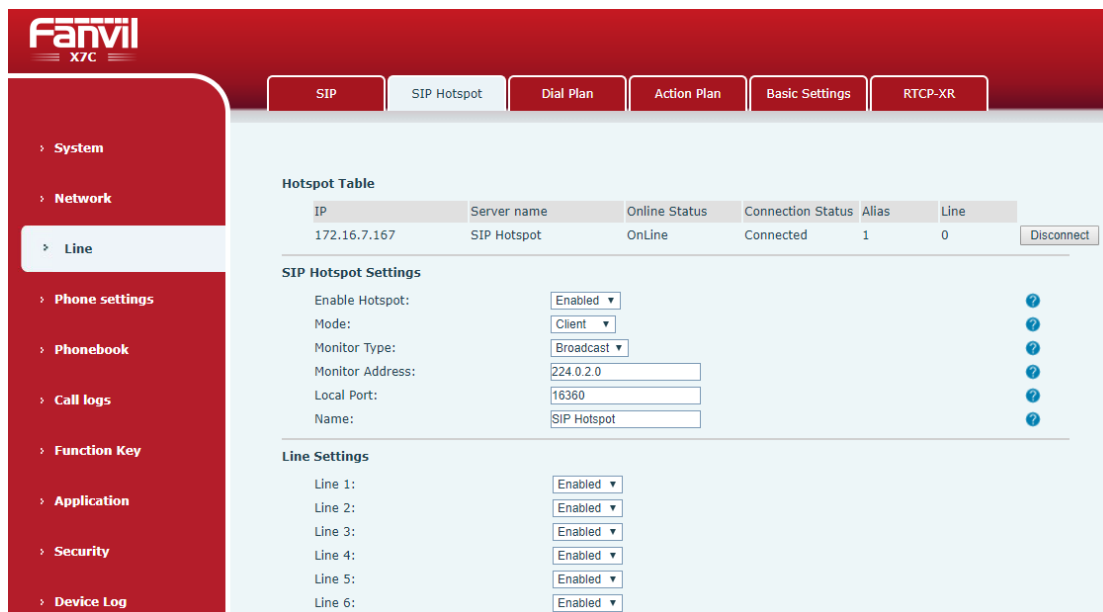 Fanvil
X7C
SIP
SIP Hotspot
Dial Plan
Action Plan
Basic Settings
RTCP-XR
› System
› Network
› Line
› Phone settings
› Phonebook
› Call logs
› Function Key
› Application
› Security
› Device Log
Hotspot Table
IP Server name Online Status Connection Status Alias Line
172.16.7.167 SIP Hotspot OnLine Connected 1 0 Disconnect
SIP Hotspot Settings
Enable Hotspot: Enabled ▼ ?
Mode: Client ▼ ?
Monitor Type: Broadcast ▼ ?
Monitor Address: 224.0.2.0 ?
Local Port: 16360 ?
Name: SIP Hotspot ?
Line Settings
Line 1: Enabled ▼
Line 2: Enabled ▼
Line 3: Enabled ▼
Line 4: Enabled ▼
Line 5: Enabled ▼
Line 6: Enabled ▼